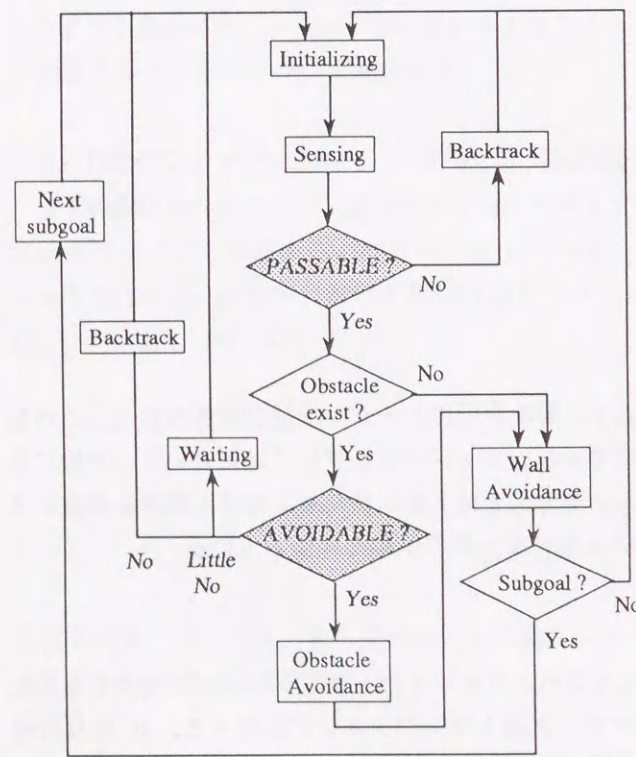 Initializing
Sensing
Backtrack
Next
subgoal
PASSABLE ?
No
Yes
Backtrack
Obstacle
exist ?
No
Yes
Waiting
Wall
Avoidance
AVOIDABLE ?
No
Little
No
Yes
Subgoal ?
No
Yes
Obstacle
Avoidance